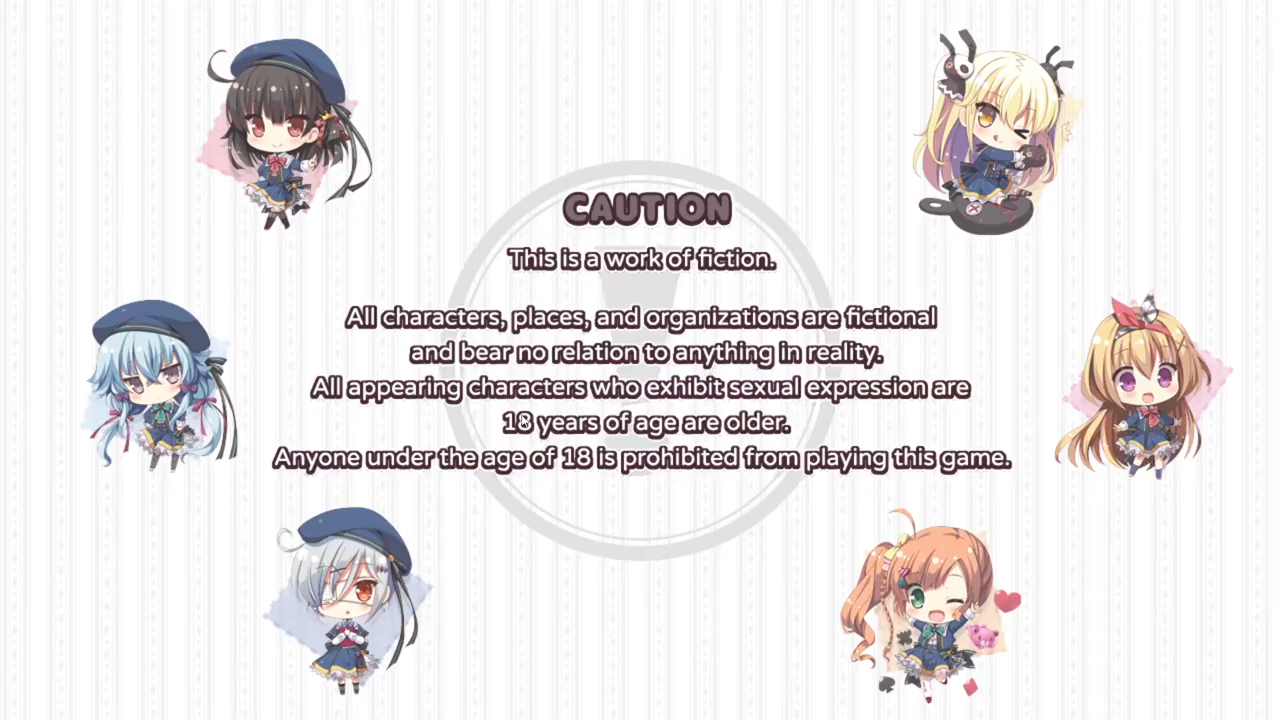 CAUTION
This is a work of fiction.
All characters, places, and organizations are fictional
and bear no relation to anything in reality.
All appearing characters who exhibit sexual expression are
18 years of age are older.
Anyone under the age of 18 is prohibited from playing this game.